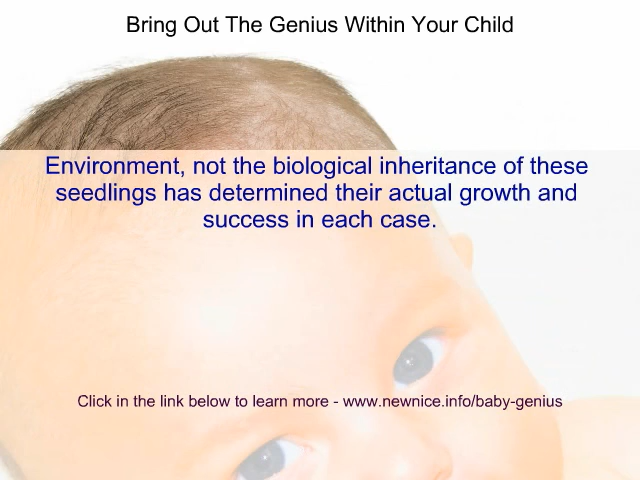 Bring Out The Genius Within Your Child
Environment, not the biological inheritance of these
seedlings has determined their actual growth and
success in each case.
Click in the link below to learn more - www.newnice.info/baby-genius